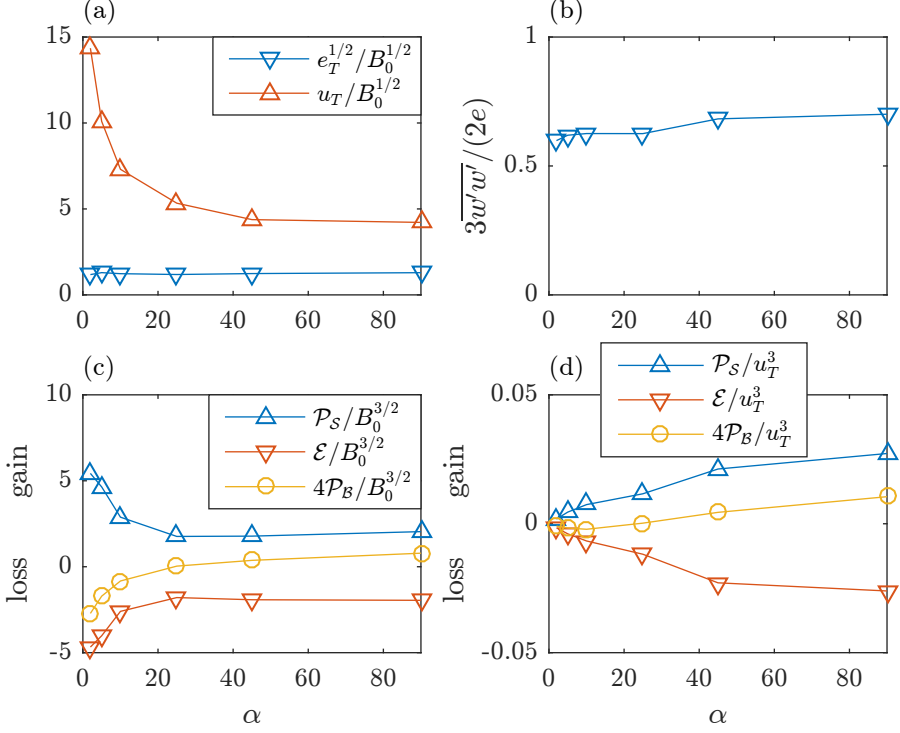 (a)
15
10
5
0
0 20 40 60 80
e_T^{1/2}/B_0^{1/2}
u_T/B_0^{1/2}
(b)
3\overline{w'w'}/(2e)
1
0.5
0
0 20 40 60 80
(c)
gain
loss
10
5
0
-5
0 20 40 60 80
α
𝒫_𝒮/B_0^{3/2}
ℰ/B_0^{3/2}
4𝒫_ℬ/B_0^{3/2}
(d)
gain
loss
0.05
0
-0.05
0 20 40 60 80
α
𝒫_𝒮/u_T^3
ℰ/u_T^3
4𝒫_ℬ/u_T^3